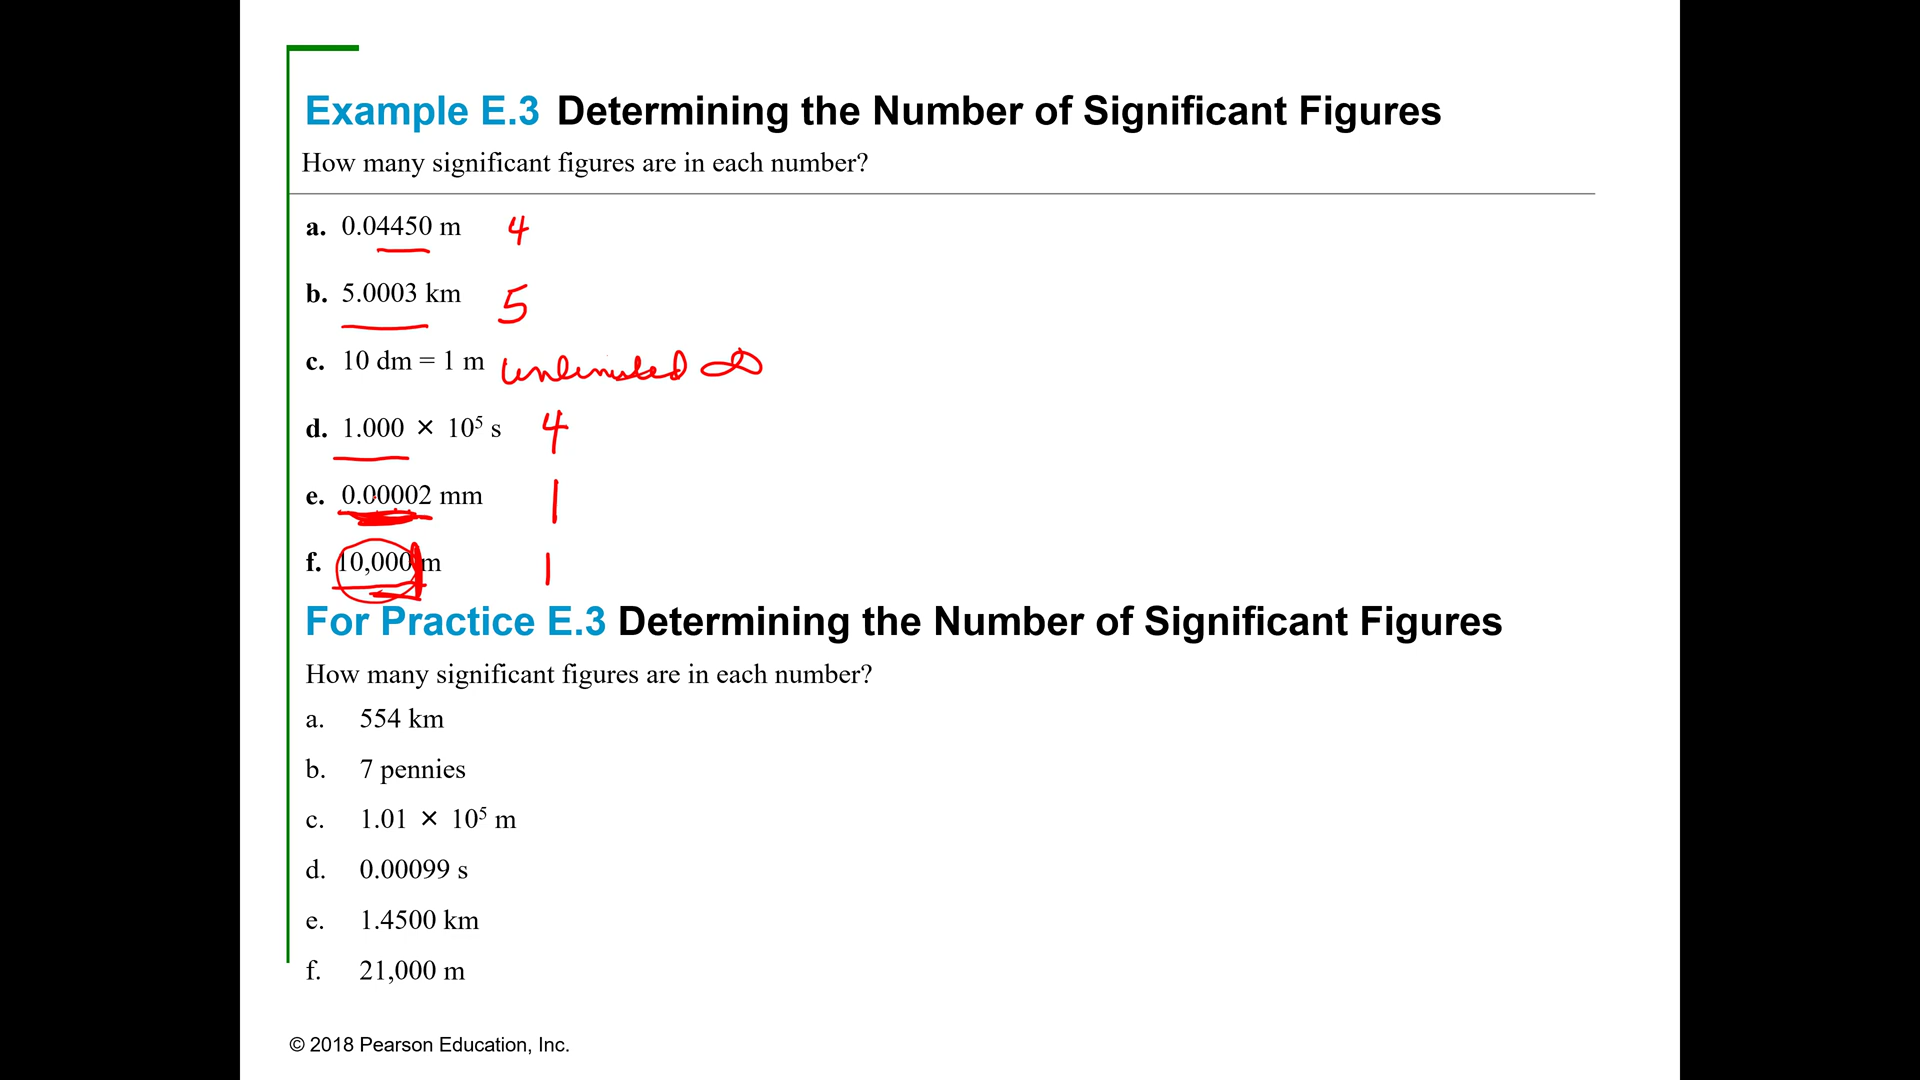 Example E.3 Determining the Number of Significant Figures
How many significant figures are in each number?
a. 0.04450 m 4
b. 5.0003 km 5
c. 10 dm = 1 m unlimited ∞
d. 1.000 × 10⁵ s 4
e. 0.00002 mm 1
f. 10,000 m 1
For Practice E.3 Determining the Number of Significant Figures
How many significant figures are in each number?
a. 554 km
b. 7 pennies
c. 1.01 × 10⁵ m
d. 0.00099 s
e. 1.4500 km
f. 21,000 m
© 2018 Pearson Education, Inc.